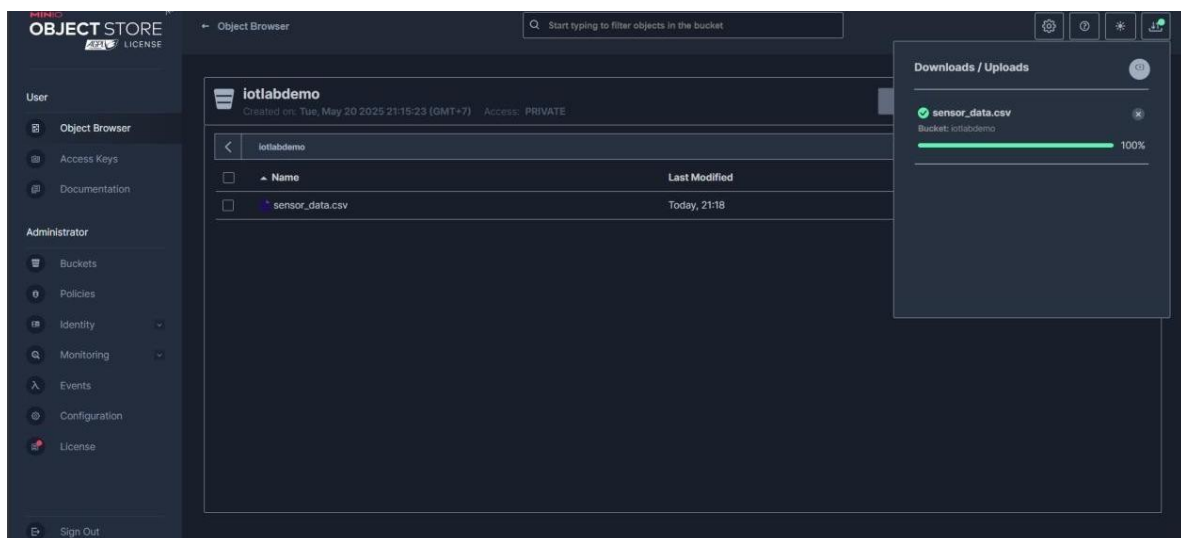 MINIO
OBJECT STORE
AGPL LICENSE
User
Object Browser
Access Keys
Documentation
Administrator
Buckets
Policies
Identity
Monitoring
Events
Configuration
License
Sign Out
← Object Browser
Start typing to filter objects in the bucket
iotlabdemo
Created on: Tue, May 20 2025 21:15:23 (GMT+7) Access: PRIVATE
iotlabdemo
Name Last Modified
sensor_data.csv Today, 21:18
Downloads / Uploads
sensor_data.csv
Bucket: iotlabdemo
100%